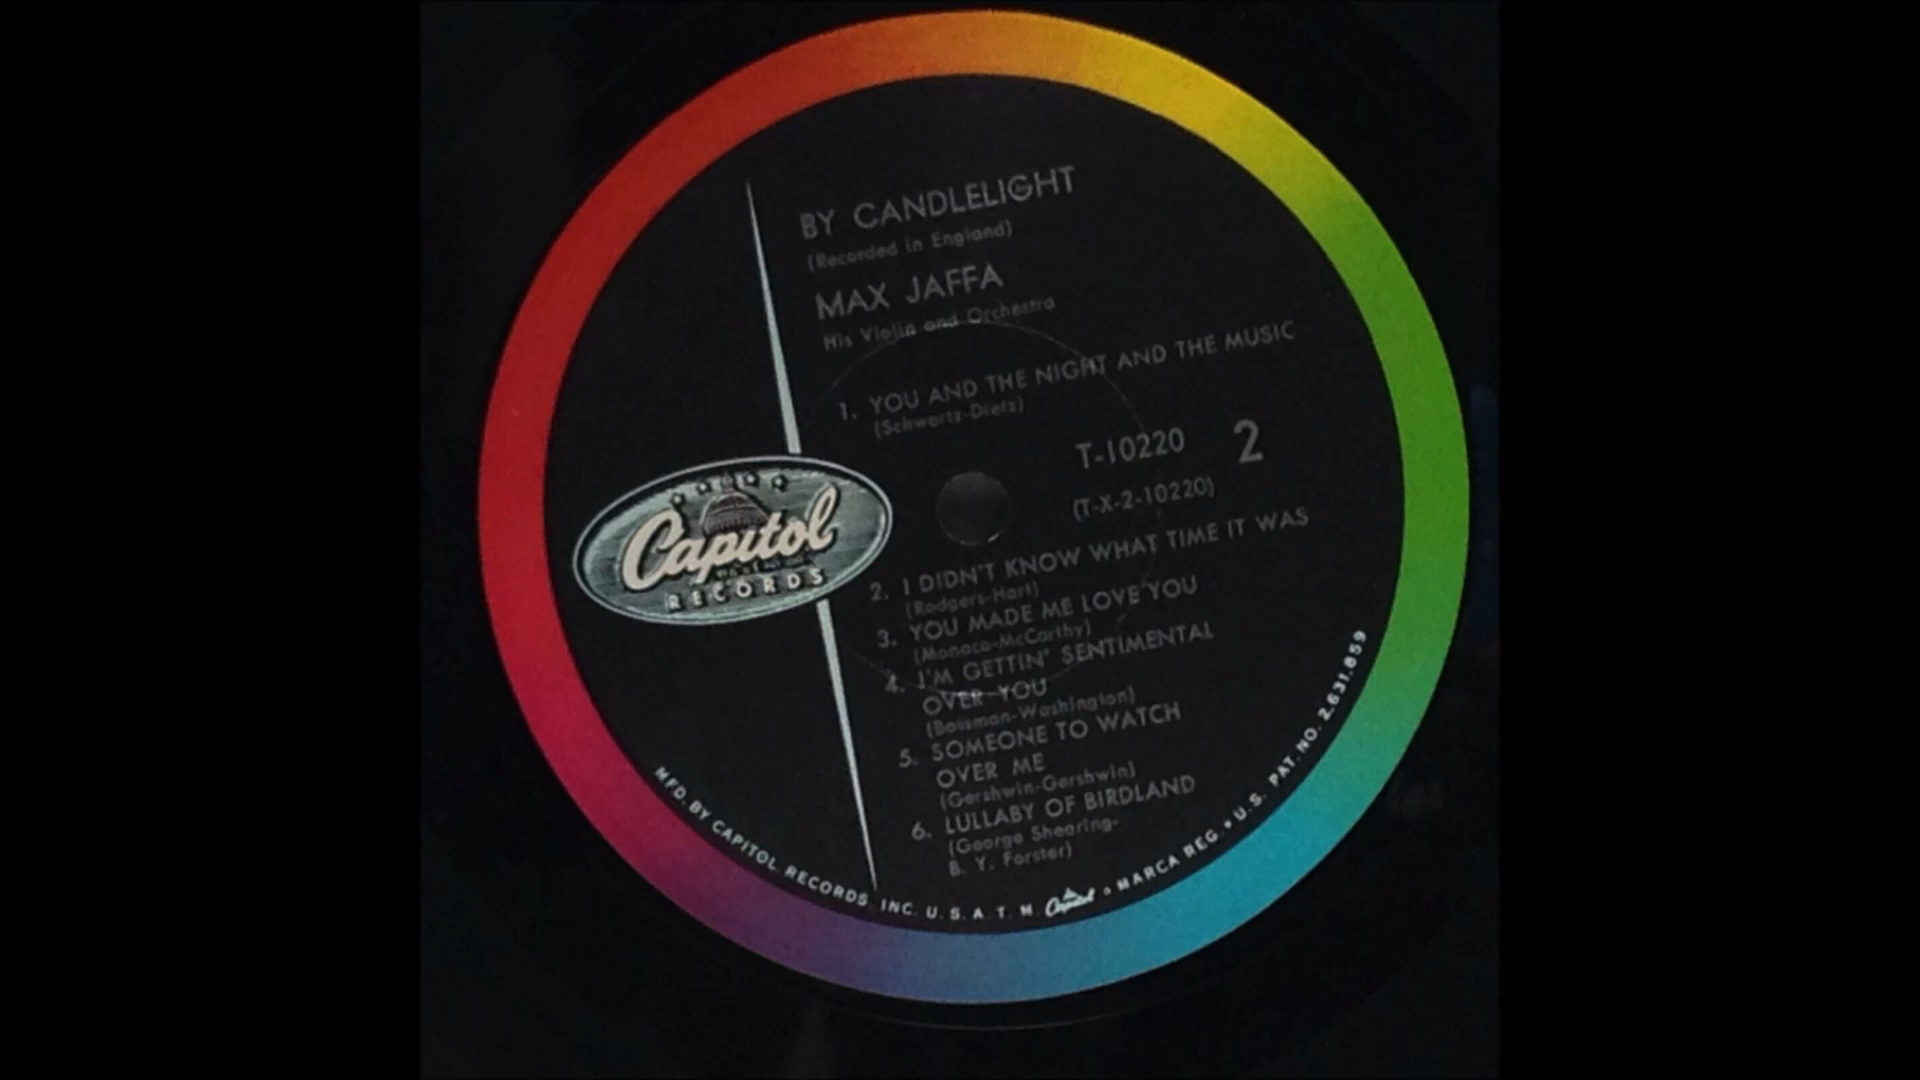 BY CANDLELIGHT
(Recorded in England)
MAX JAFFA
His Violin and Orchestra
1. YOU AND THE NIGHT AND THE MUSIC
(Schwartz-Dietz)
T-10220 2
(T-X-2-10220)
Capitol
RECORDS
2. I DIDN'T KNOW WHAT TIME IT WAS
(Rodgers-Hart)
3. YOU MADE ME LOVE YOU
(Monaco-McCarthy)
4. I'M GETTIN' SENTIMENTAL
OVER YOU
(Bassman-Washington)
5. SOMEONE TO WATCH
OVER ME
(Gershwin-Gershwin)
6. LULLABY OF BIRDLAND
(George Shearing-
B. Y. Forster)
MFD. BY CAPITOL RECORDS, INC. U.S.A. T. M. Capitol • MARCA REG. • U.S. PAT. NO. 2,631,859